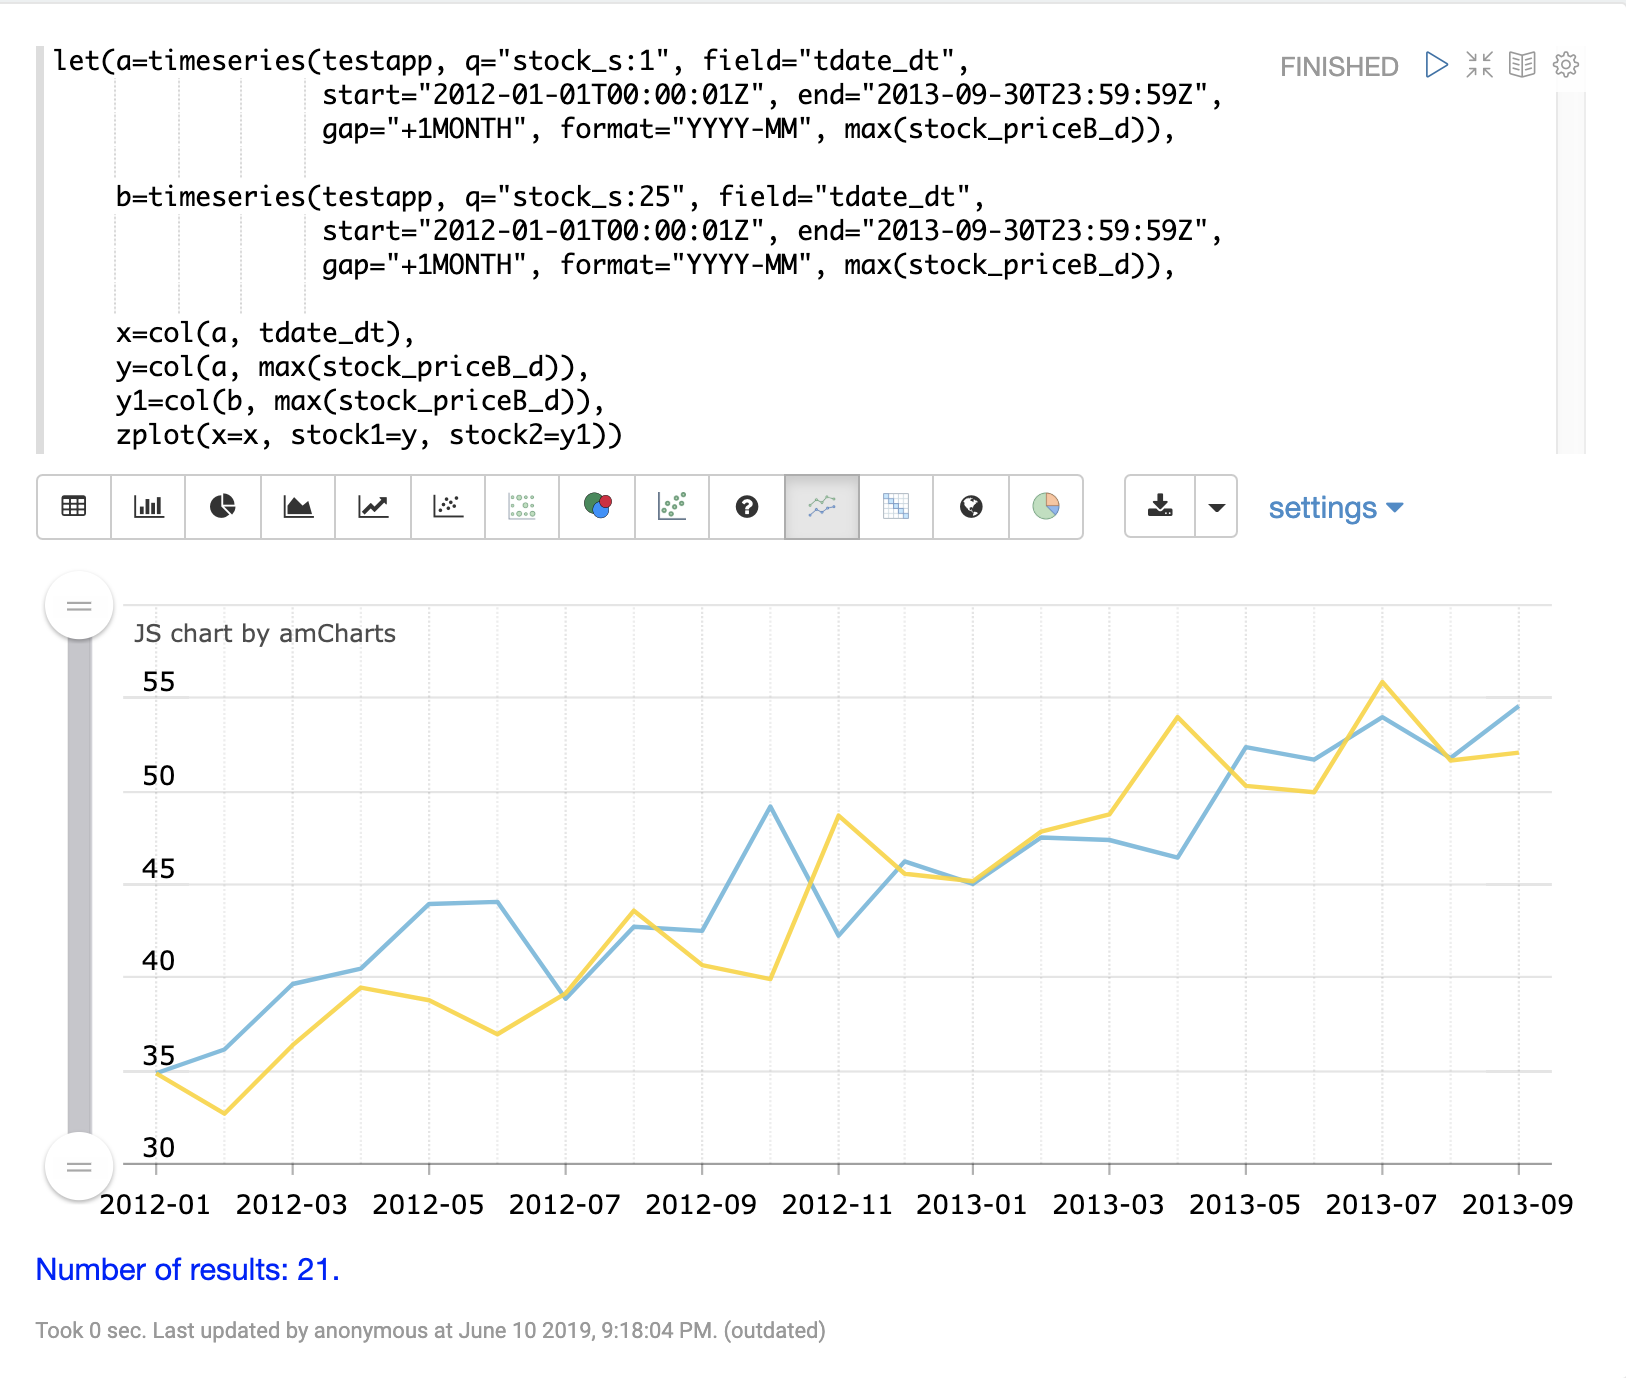 let(a=timeseries(testapp, q="stock_s:1", field="tdate_dt",
start="2012-01-01T00:00:01Z", end="2013-09-30T23:59:59Z",
gap="+1MONTH", format="YYYY-MM", max(stock_priceB_d)),
b=timeseries(testapp, q="stock_s:25", field="tdate_dt",
start="2012-01-01T00:00:01Z", end="2013-09-30T23:59:59Z",
gap="+1MONTH", format="YYYY-MM", max(stock_priceB_d)),
x=col(a, tdate_dt),
y=col(a, max(stock_priceB_d)),
y1=col(b, max(stock_priceB_d)),
zplot(x=x, stock1=y, stock2=y1))
FINISHED
settings
JS chart by amCharts
55
50
45
40
35
30
2012-01 2012-03 2012-05 2012-07 2012-09 2012-11 2013-01 2013-03 2013-05 2013-07 2013-09
Number of results: 21.
Took 0 sec. Last updated by anonymous at June 10 2019, 9:18:04 PM. (outdated)